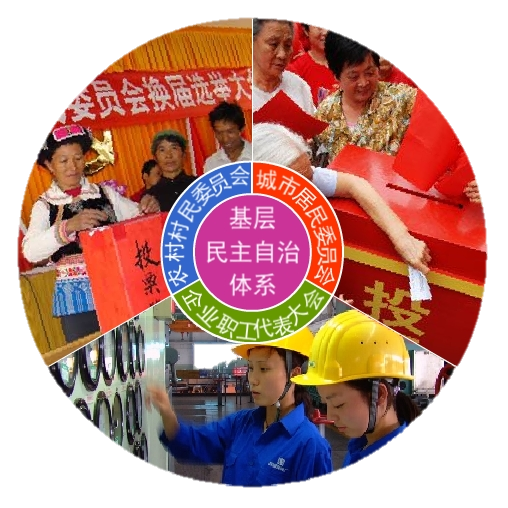 委员会换届选举大
投票
投
农村村民委员会
城市居民委员会
基层
民主自治
体系
企业职工代表大会